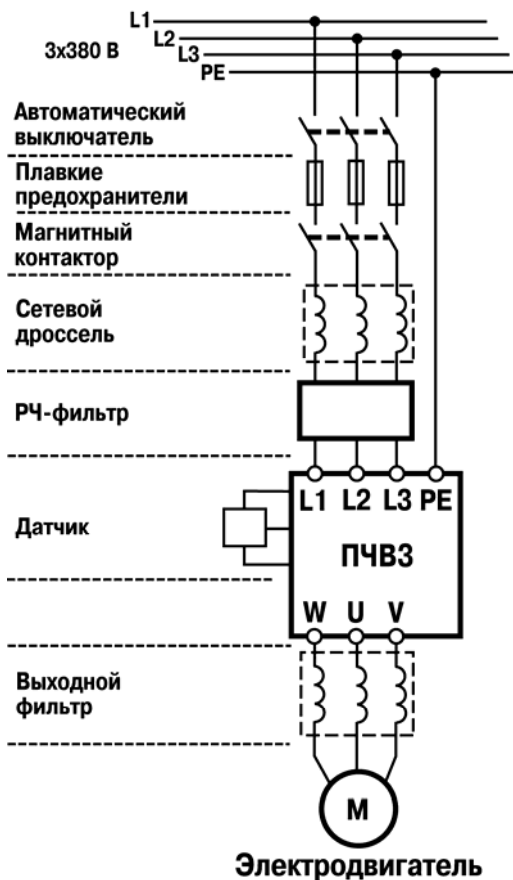 L1
L2
3х380 В
L3
PE
Автоматический
выключатель
Плавкие
предохранители
Магнитный
контактор
Сетевой
дроссель
РЧ-фильтр
L1 L2 L3 PE
Датчик
ПЧВ3
W U V
Выходной
фильтр
M
Электродвигатель